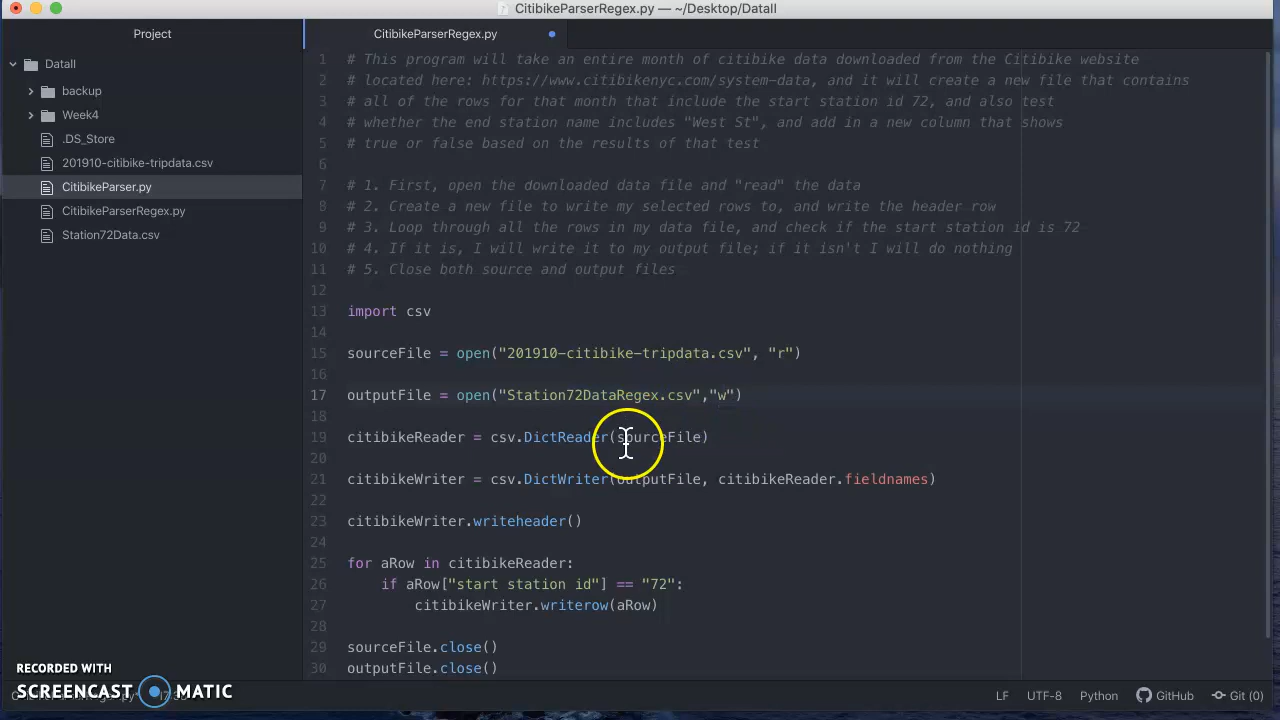 CitibikeParserRegex.py — ~/Desktop/DataII
Project
CitibikeParserRegex.py
DataII
backup
Week4
.DS_Store
201910-citibike-tripdata.csv
CitibikeParser.py
CitibikeParserRegex.py
Station72Data.csv
1 # This program will take an entire month of citibike data downloaded from the Citibike website
2 # located here: https://www.citibikenyc.com/system-data, and it will create a new file that contains
3 # all of the rows for that month that include the start station id 72, and also test
4 # whether the end station name includes "West St", and add in a new column that shows
5 # true or false based on the results of that test
6
7 # 1. First, open the downloaded data file and "read" the data
8 # 2. Create a new file to write my selected rows to, and write the header row
9 # 3. Loop through all the rows in my data file, and check if the start station id is 72
10 # 4. If it is, I will write it to my output file; if it isn't I will do nothing
11 # 5. Close both source and output files
12
13 import csv
14
15 sourceFile = open("201910-citibike-tripdata.csv", "r")
16
17 outputFile = open("Station72DataRegex.csv","w")
18
19 citibikeReader = csv.DictReader(sourceFile)
20
21 citibikeWriter = csv.DictWriter(outputFile, citibikeReader.fieldnames)
22
23 citibikeWriter.writeheader()
24
25 for aRow in citibikeReader:
26 if aRow["start station id"] == "72":
27 citibikeWriter.writerow(aRow)
28
29 sourceFile.close()
30 outputFile.close()
RECORDED WITH
SCREENCAST MATIC
LF UTF-8 Python GitHub Git (0)